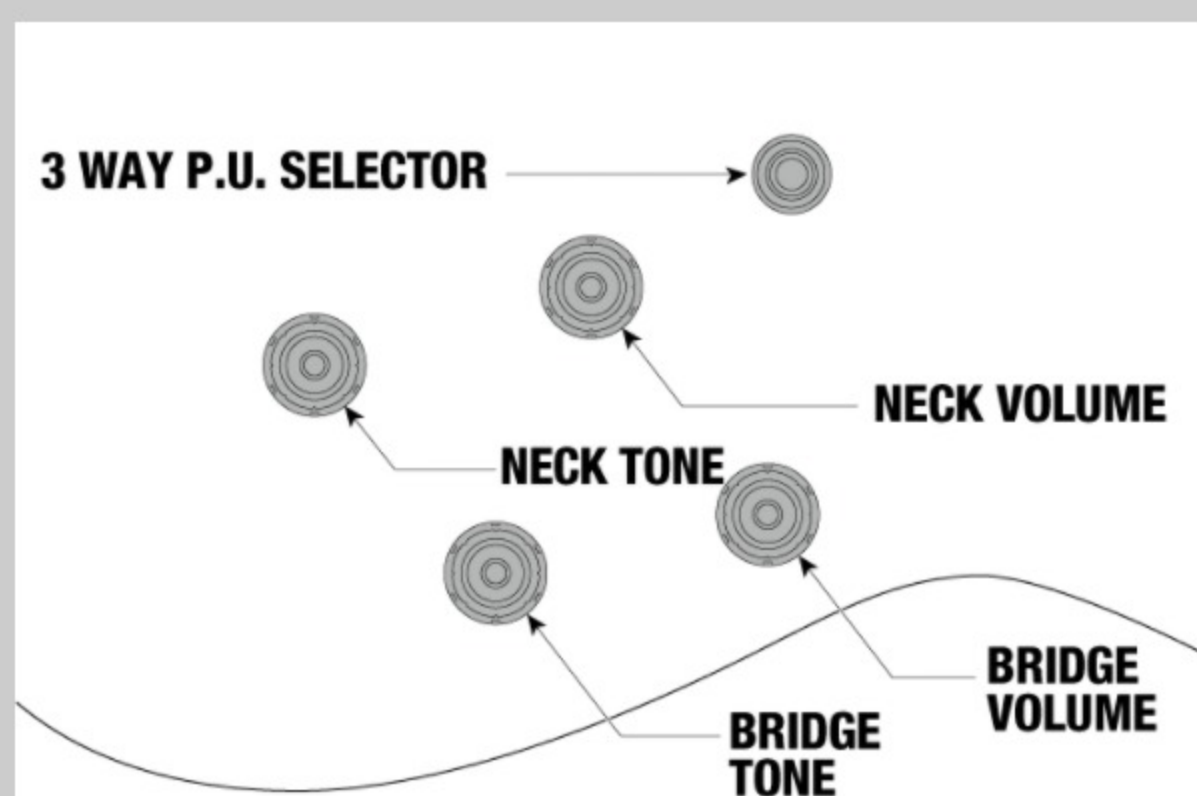 3 WAY P.U. SELECTOR
NECK VOLUME
NECK TONE
BRIDGE
VOLUME
BRIDGE
TONE